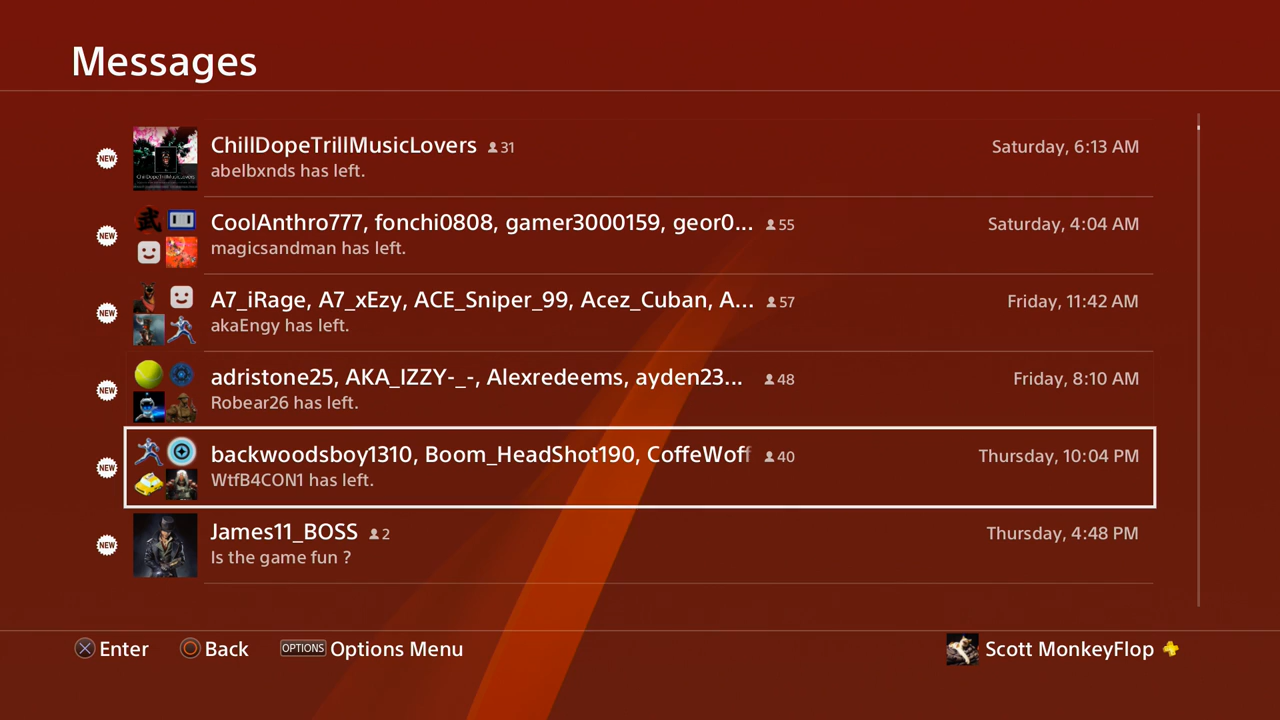 Messages
NEW
ChillDopeTrillMusicLovers 31
Saturday, 6:13 AM
abelbxnds has left.
NEW
CoolAnthro777, fonchi0808, gamer3000159, geor0... 55
Saturday, 4:04 AM
magicsandman has left.
NEW
A7_iRage, A7_xEzy, ACE_Sniper_99, Acez_Cuban, A... 57
Friday, 11:42 AM
akaEngy has left.
NEW
adristone25, AKA_IZZY-_-, Alexredeems, ayden23... 48
Friday, 8:10 AM
Robear26 has left.
NEW
backwoodsboy1310, Boom_HeadShot190, CoffeWoff 40
Thursday, 10:04 PM
WtfB4CON1 has left.
NEW
James11_BOSS 2
Thursday, 4:48 PM
Is the game fun ?
Enter
Back
OPTIONS Options Menu
Scott MonkeyFlop